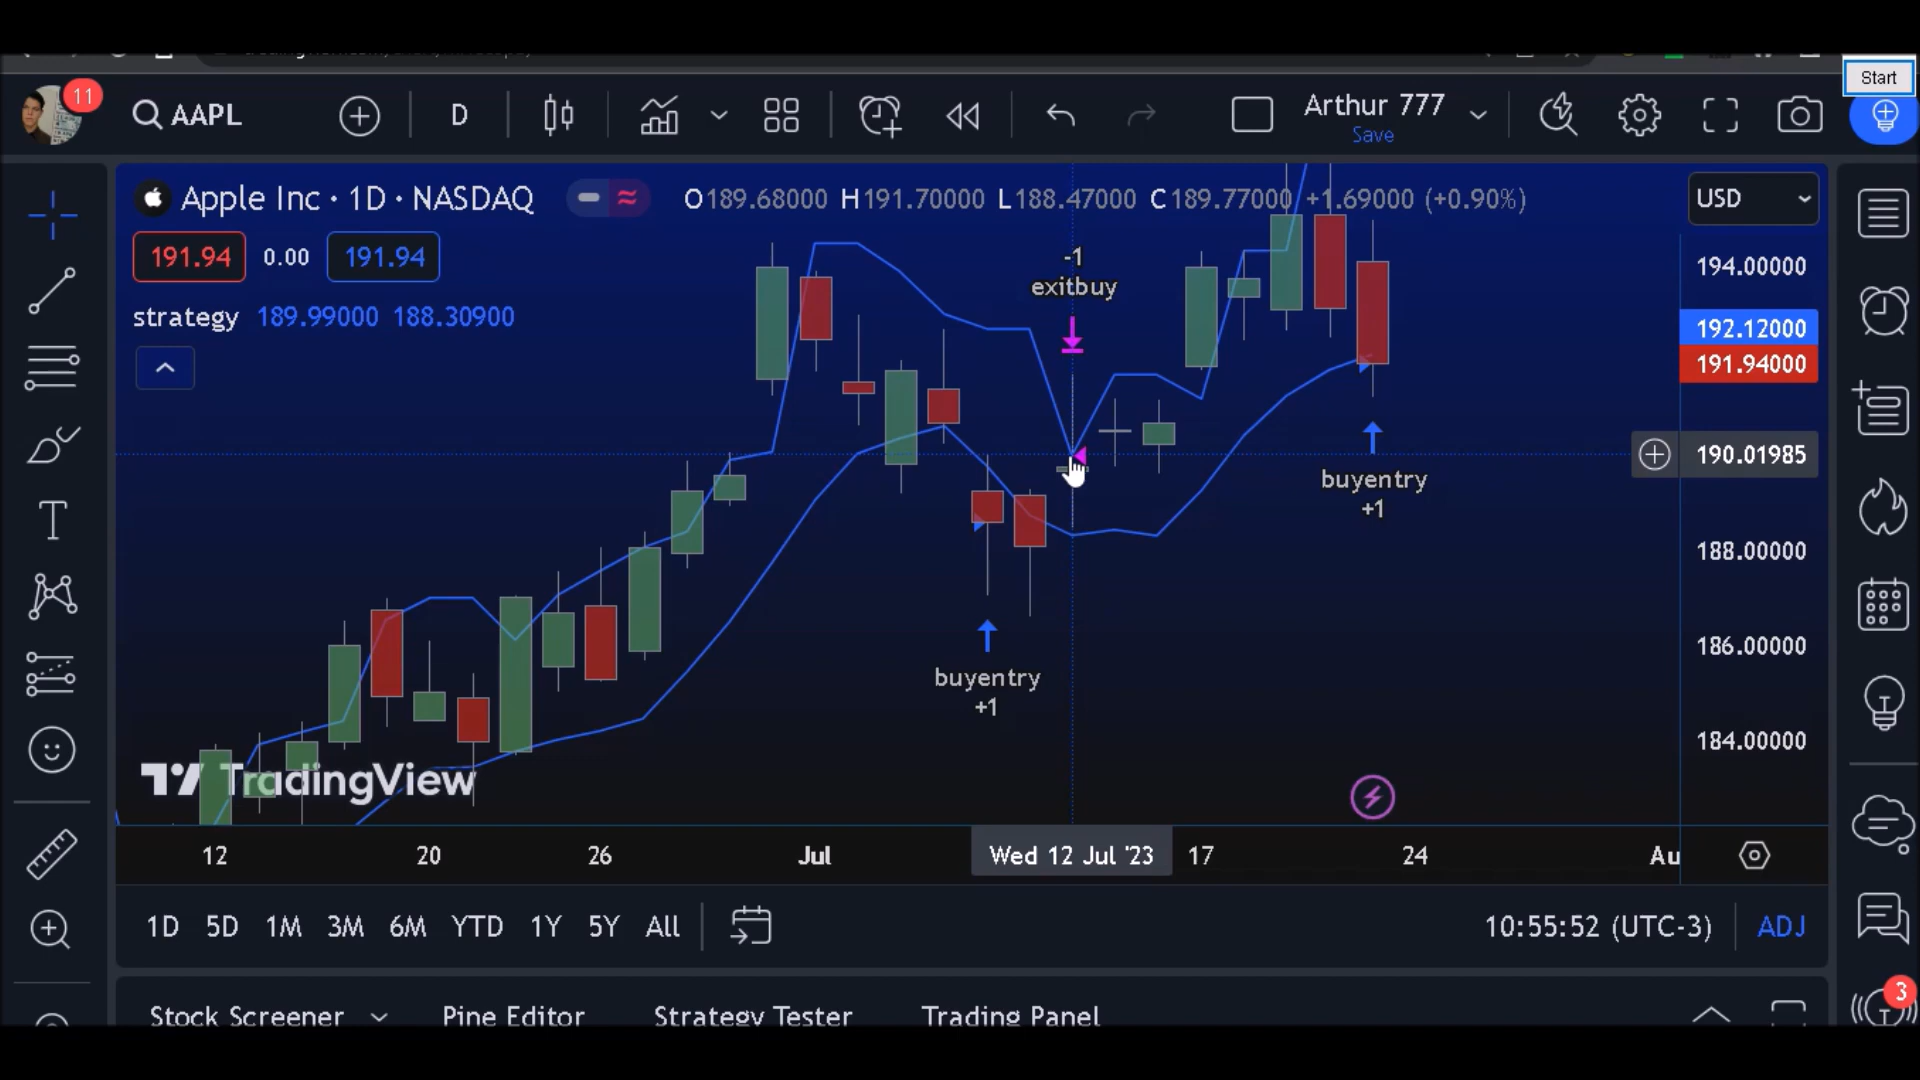 Start
11
AAPL
D
Arthur 777
Save
Apple Inc · 1D · NASDAQ
O189.68000 H191.70000 L188.47000 C189.77000 +1.69000 (+0.90%)
USD
191.94 0.00 191.94
strategy 189.99000 188.30900
-1
exitbuy
194.00000
192.12000
191.94000
190.01985
buyentry
+1
188.00000
186.00000
buyentry
+1
184.00000
TradingView
12 20 26 Jul Wed 12 Jul '23 17 24 Au
1D 5D 1M 3M 6M YTD 1Y 5Y All
10:55:52 (UTC-3) ADJ
3
Stock Screener Pine Editor Strategy Tester Trading Panel